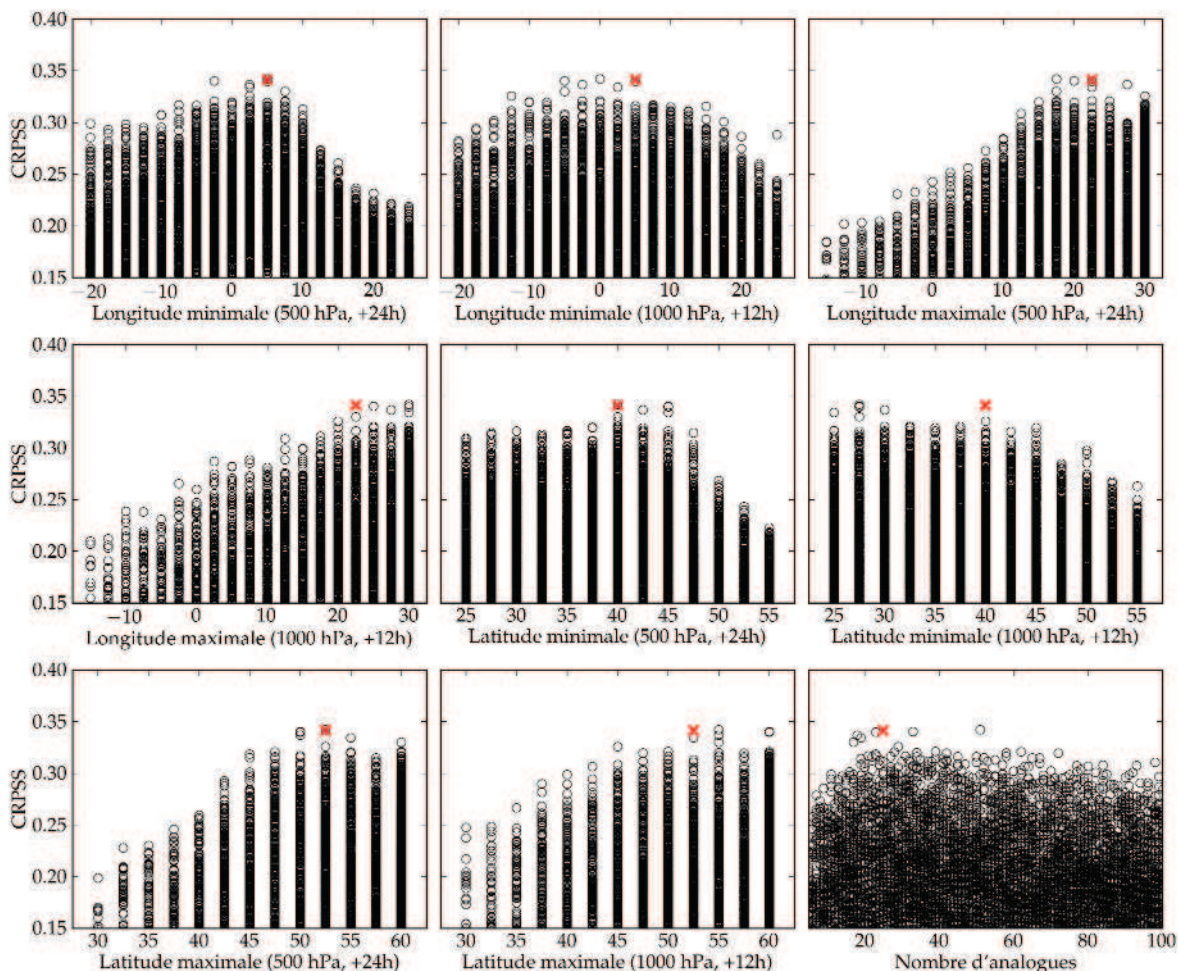 0.40
0.35
0.30
0.25
0.20
0.15
CRPSS
−20 −10 0 10 20
Longitude minimale (500 hPa, +24h)
−20 −10 0 10 20
Longitude minimale (1000 hPa, +12h)
−10 0 10 20 30
Longitude maximale (500 hPa, +24h)
0.40
0.35
0.30
0.25
0.20
0.15
CRPSS
−10 0 10 20 30
Longitude maximale (1000 hPa, +12h)
25 30 35 40 45 50 55
Latitude minimale (500 hPa, +24h)
25 30 35 40 45 50 55
Latitude minimale (1000 hPa, +12h)
0.40
0.35
0.30
0.25
0.20
0.15
CRPSS
30 35 40 45 50 55 60
Latitude maximale (500 hPa, +24h)
30 35 40 45 50 55 60
Latitude maximale (1000 hPa, +12h)
20 40 60 80 100
Nombre d'analogues